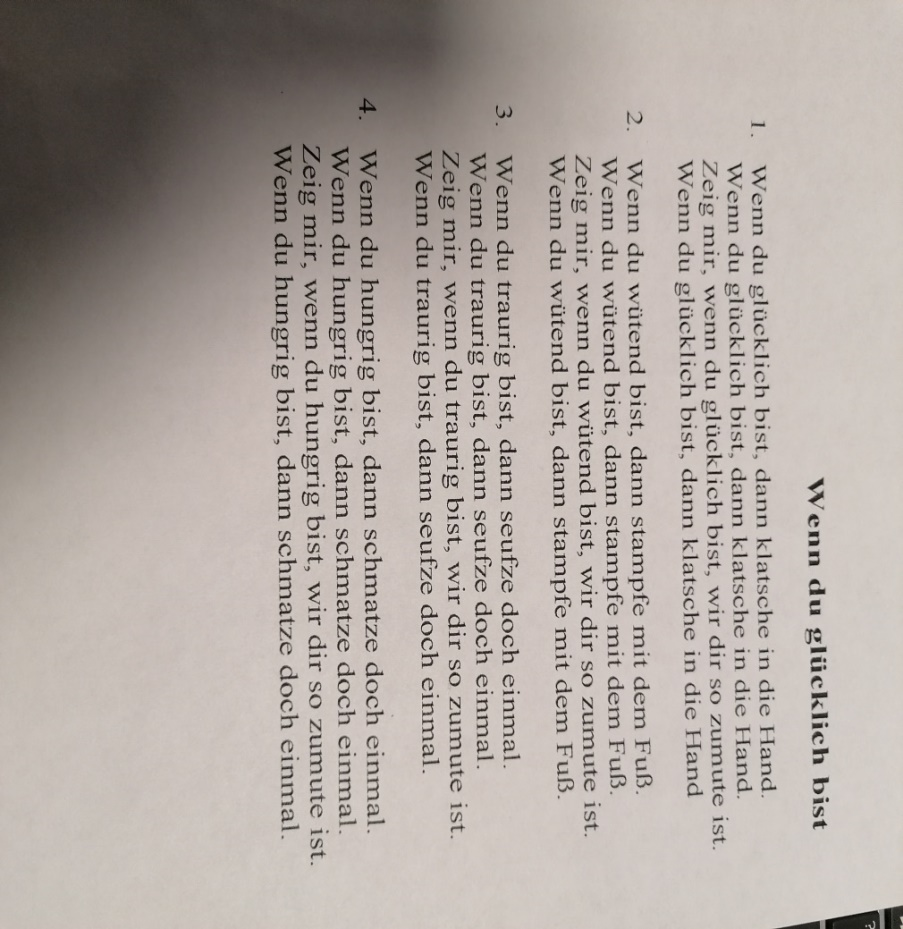 Wenn du glücklich bist
1. Wenn du glücklich bist, dann klatsche in die Hand.
Wenn du glücklich bist, dann klatsche in die Hand.
Zeig mir, wenn du glücklich bist, wir dir so zumute ist.
Wenn du glücklich bist, dann klatsche in die Hand
2. Wenn du wütend bist, dann stampfe mit dem Fuß.
Wenn du wütend bist, dann stampfe mit dem Fuß.
Zeig mir, wenn du wütend bist, wir dir so zumute ist.
Wenn du wütend bist, dann stampfe mit dem Fuß.
3. Wenn du traurig bist, dann seufze doch einmal.
Wenn du traurig bist, dann seufze doch einmal.
Zeig mir, wenn du traurig bist, wir dir so zumute ist.
Wenn du traurig bist, dann seufze doch einmal.
4. Wenn du hungrig bist, dann schmatze doch einmal.
Wenn du hungrig bist, dann schmatze doch einmal.
Zeig mir, wenn du hungrig bist, wir dir so zumute ist.
Wenn du hungrig bist, dann schmatze doch einmal.